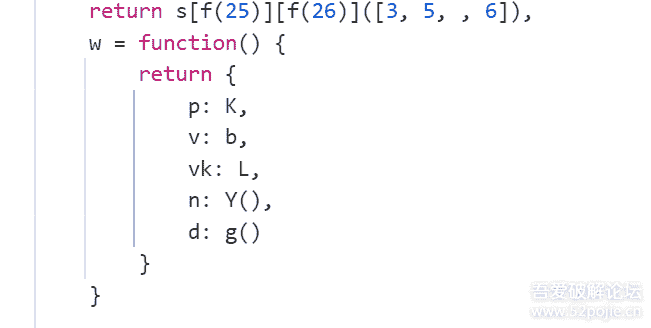 return s[f(25)][f(26)]([3, 5, , 6]),
w = function() {
return {
p: K,
v: b,
vk: L,
n: Y(),
d: g()
}
}
吾爱破解论坛
www.52pojie.cn